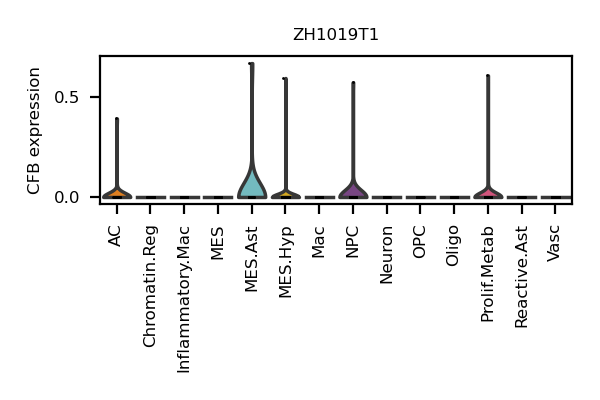 ZH1019T1
CFB expression
0.5
0.0
AC
Chromatin.Reg
Inflammatory.Mac
MES
MES.Ast
MES.Hyp
Mac
NPC
Neuron
OPC
Oligo
Prolif.Metab
Reactive.Ast
Vasc